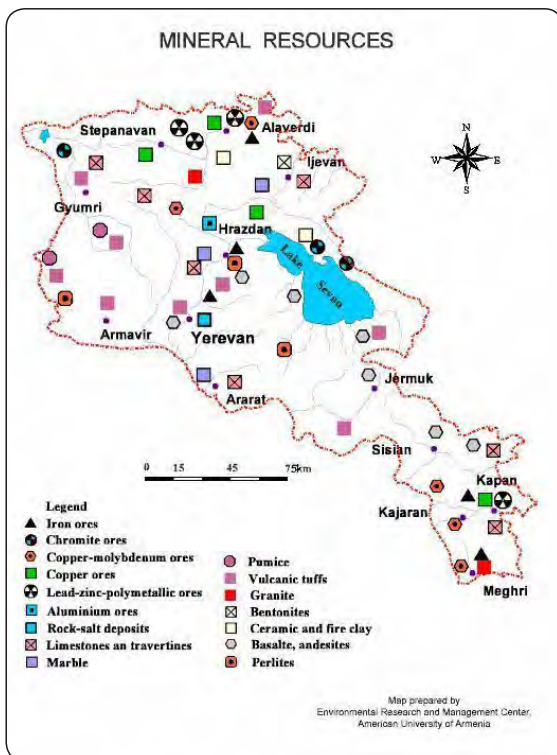 MINERAL RESOURCES
N
W E
S
Stepanavan
Alaverdi
Ijevan
Gyumri
Hrazdan
Lake
Sevan
Armavir
Yerevan
Ararat
Jermuk
Sisian
Kapan
Kajaran
Meghri
0 15 45 75km
Legend
Iron ores
Chromite ores
Copper-molybdenum ores
Copper ores
Lead-zinc-polymetallic ores
Aluminium ores
Rock-salt deposits
Limestones an travertines
Marble
Pumice
Vulcanic tuffs
Granite
Bentonites
Ceramic and fire clay
Basalte, andesites
Perlites
Map prepared by
Environmental Research and Management Center,
American University of Armenia